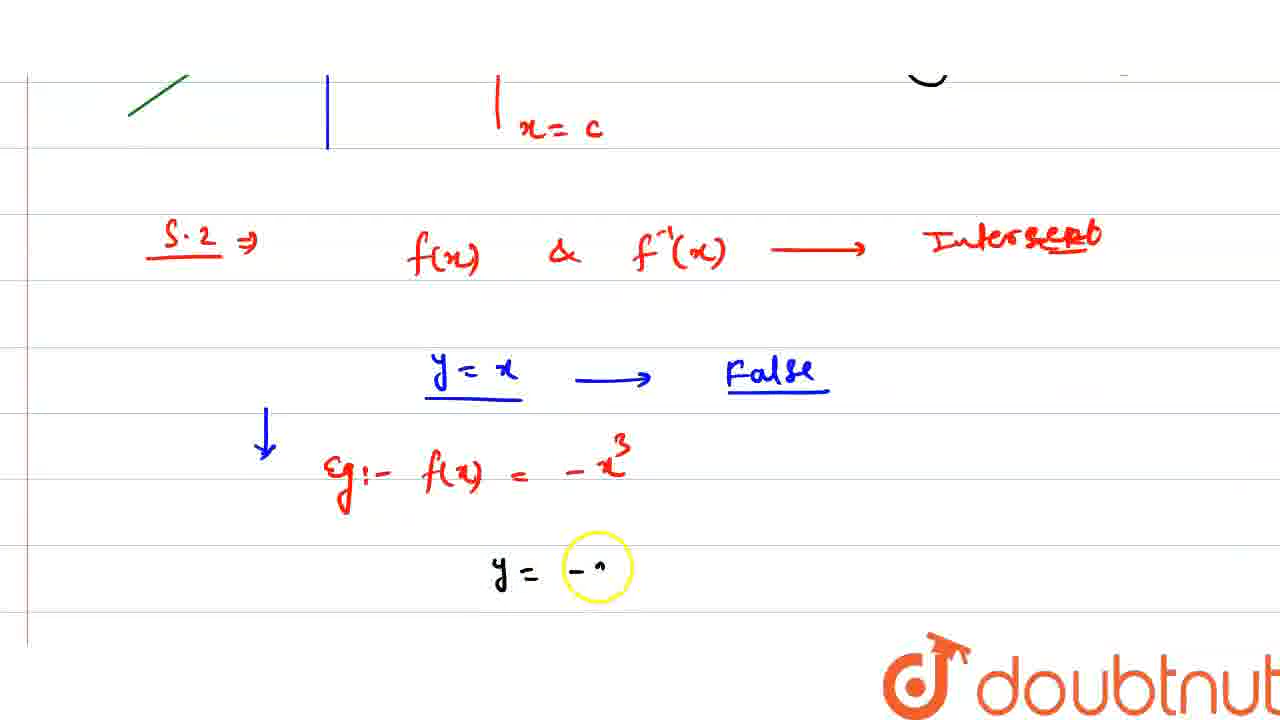 x = c
S.2 ⇒ f(x) & f⁻¹(x) → Intersect
y = x → False
Eg:- f(x) = -x³
y = -
doubtnut